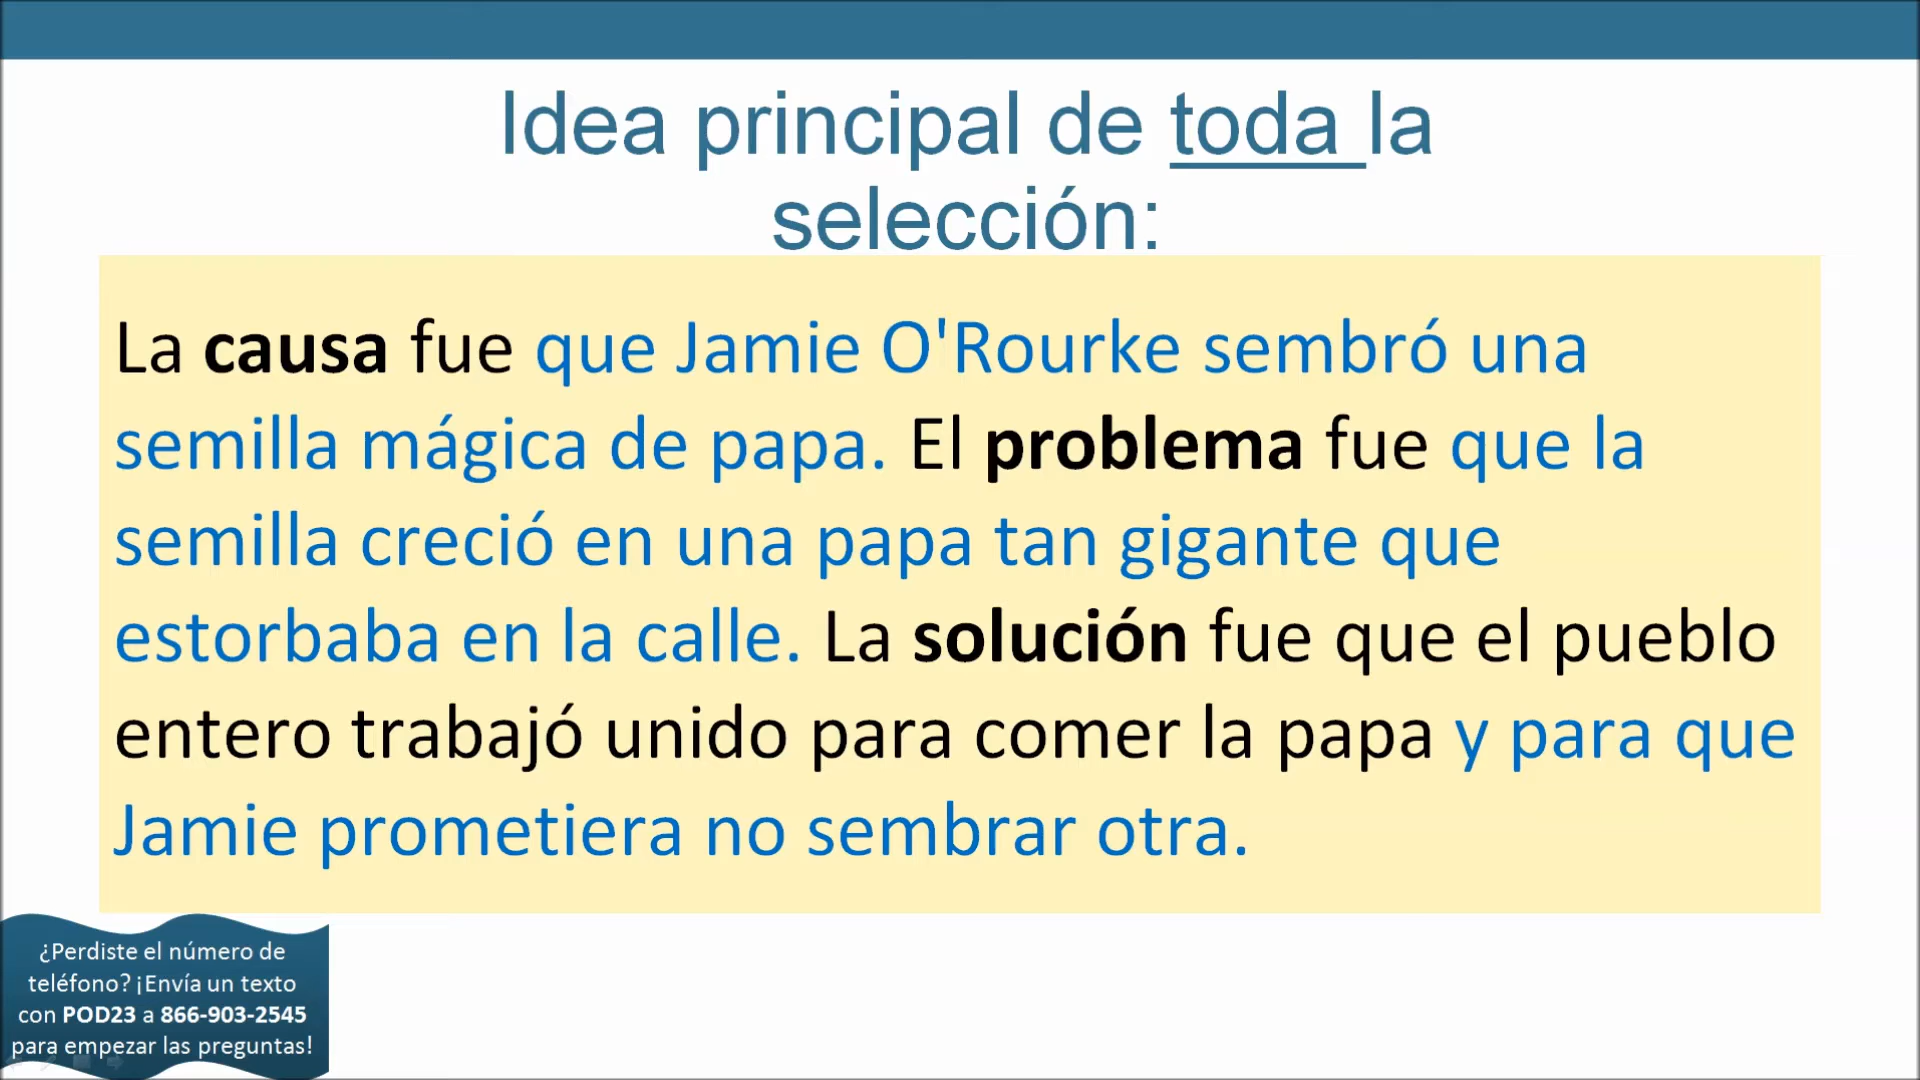 Idea principal de toda la
selección:
La causa fue que Jamie O'Rourke sembró una
semilla mágica de papa. El problema fue que la
semilla creció en una papa tan gigante que
estorbaba en la calle. La solución fue que el pueblo
entero trabajó unido para comer la papa y para que
Jamie prometiera no sembrar otra.
¿Perdiste el número de
teléfono? ¡Envía un texto
con POD23 a 866-903-2545
para empezar las preguntas!